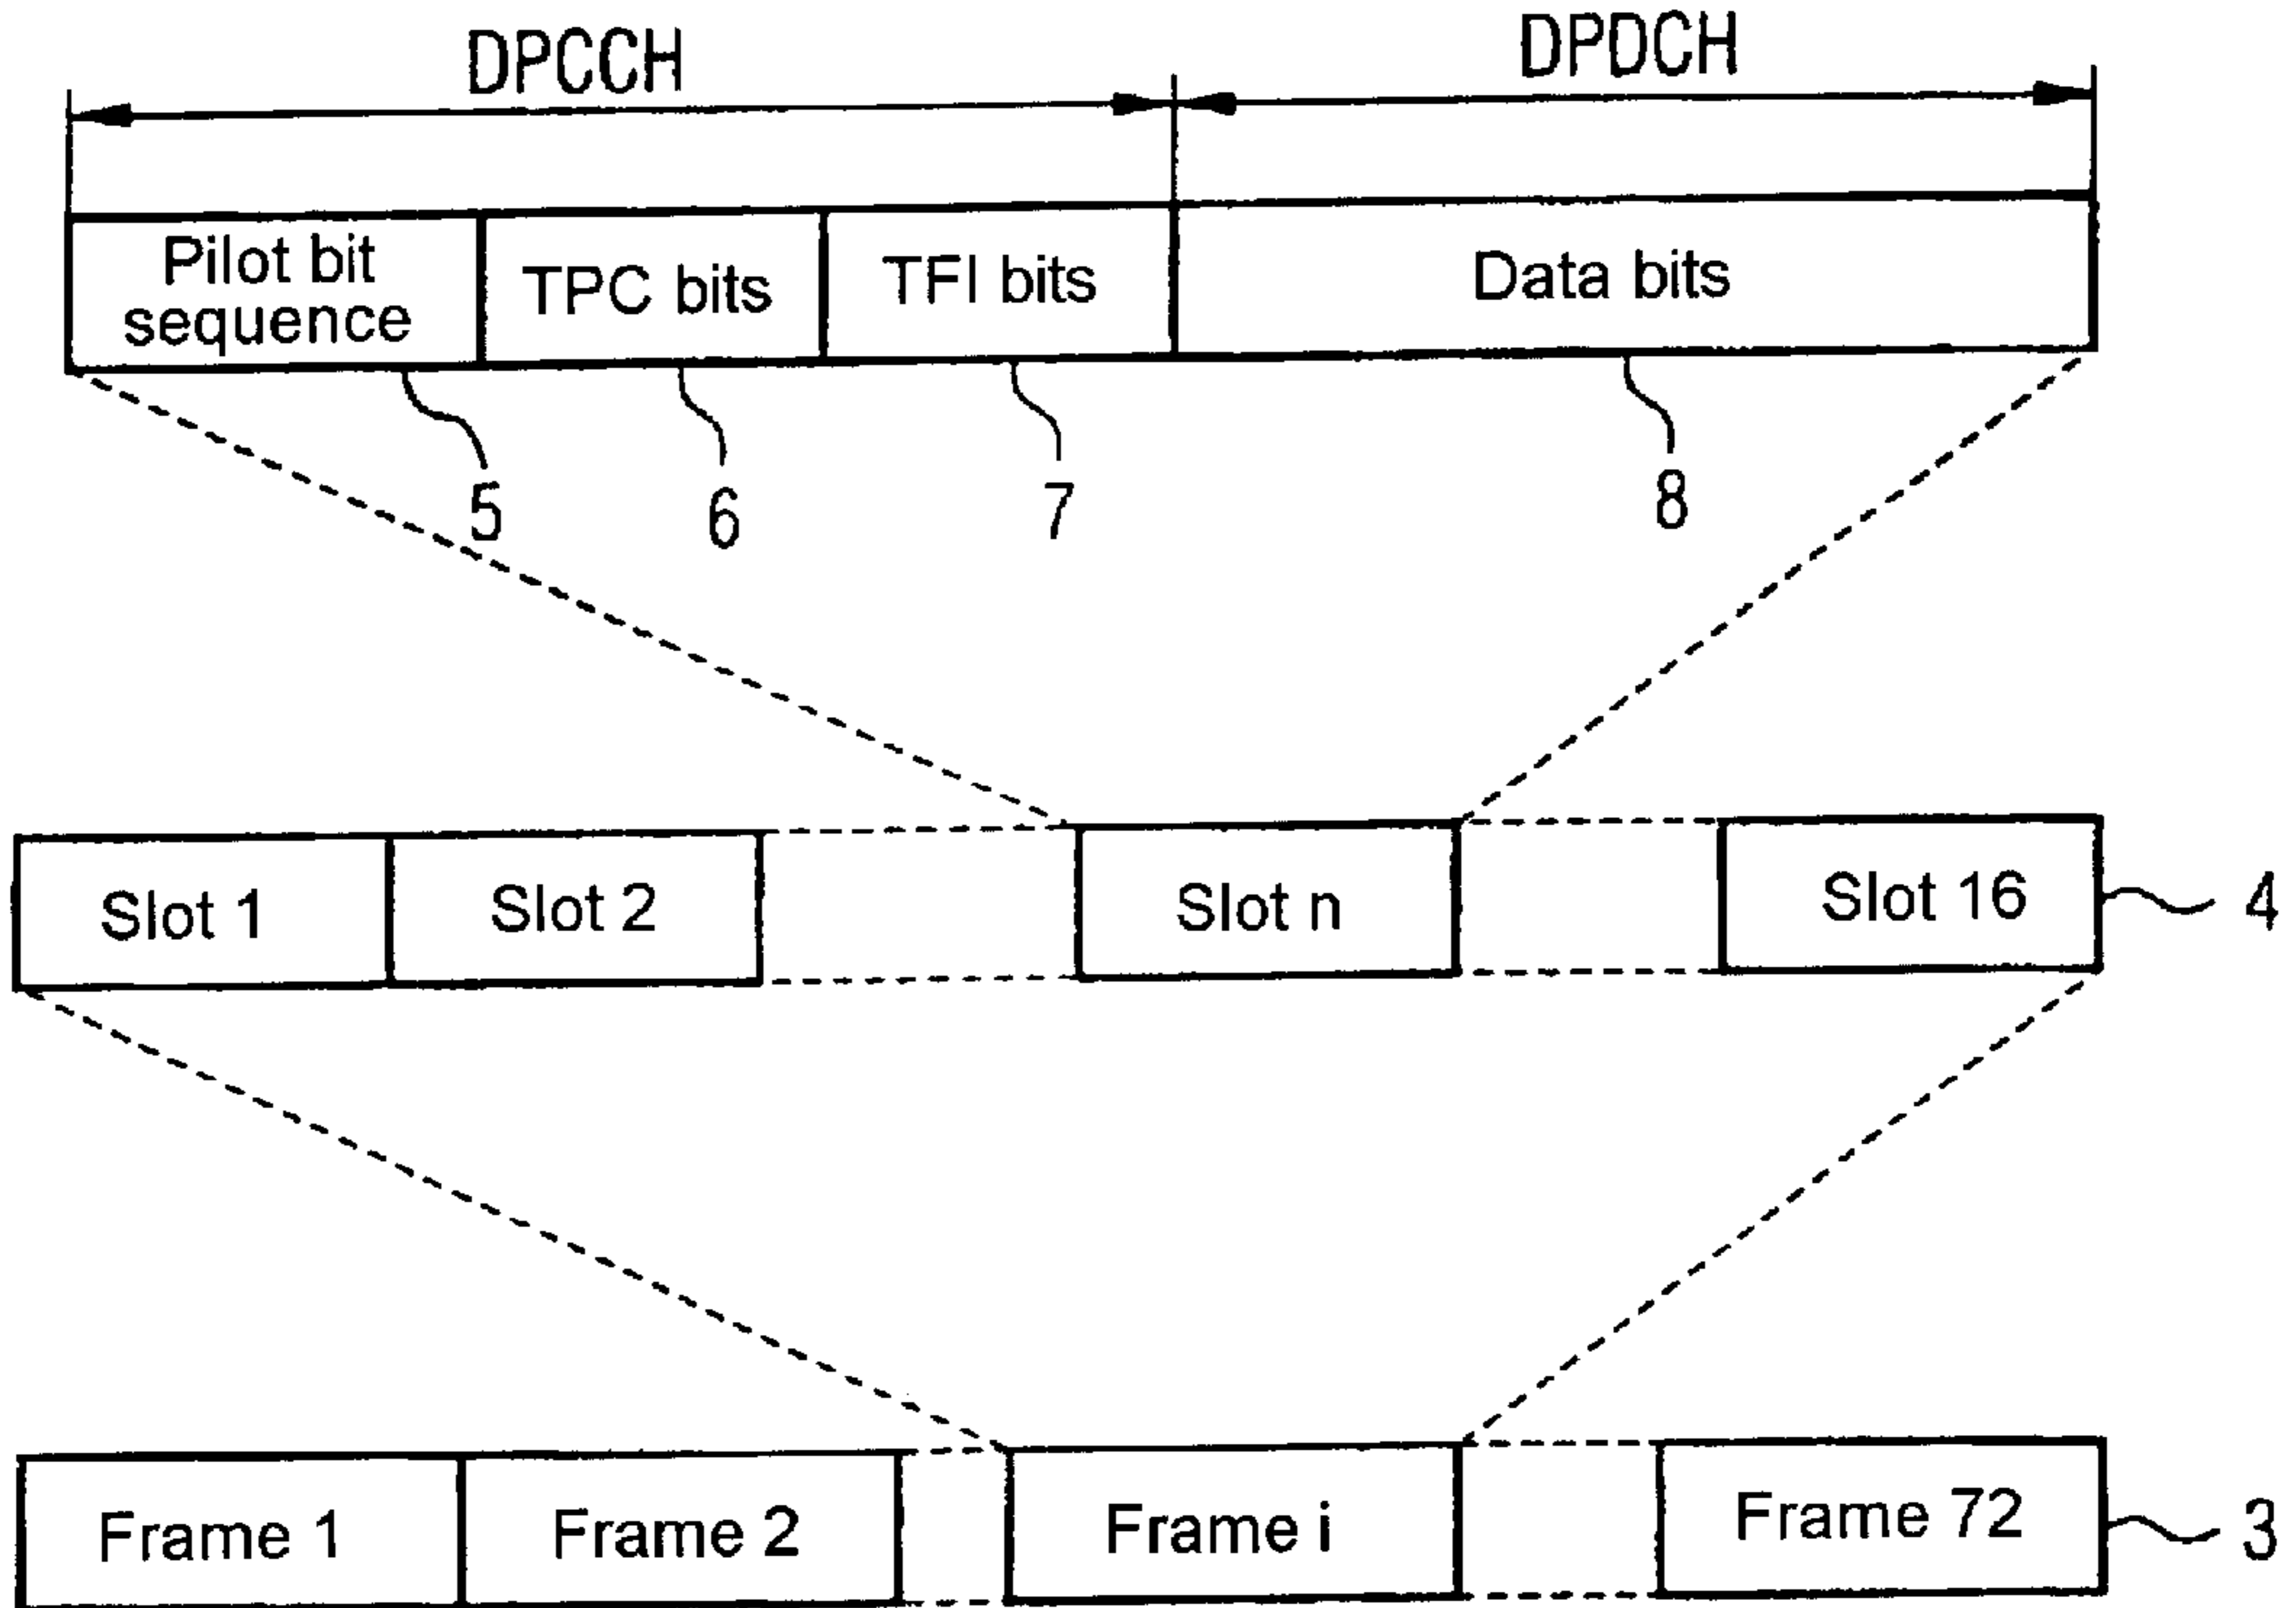 DPCCH
DPDCH
Pilot bit
sequence
TPC bits
TFI bits
Data bits
5
6
7
8
Slot 1
Slot 2
Slot n
Slot 16
4
Frame 1
Frame 2
Frame i
Frame 72
3